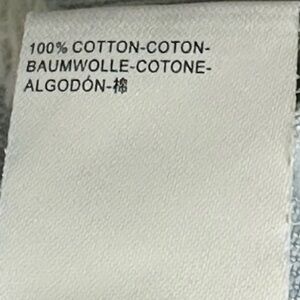 100% COTTON-COTON-
BAUMWOLLE-COTONE-
ALGODÓN-棉